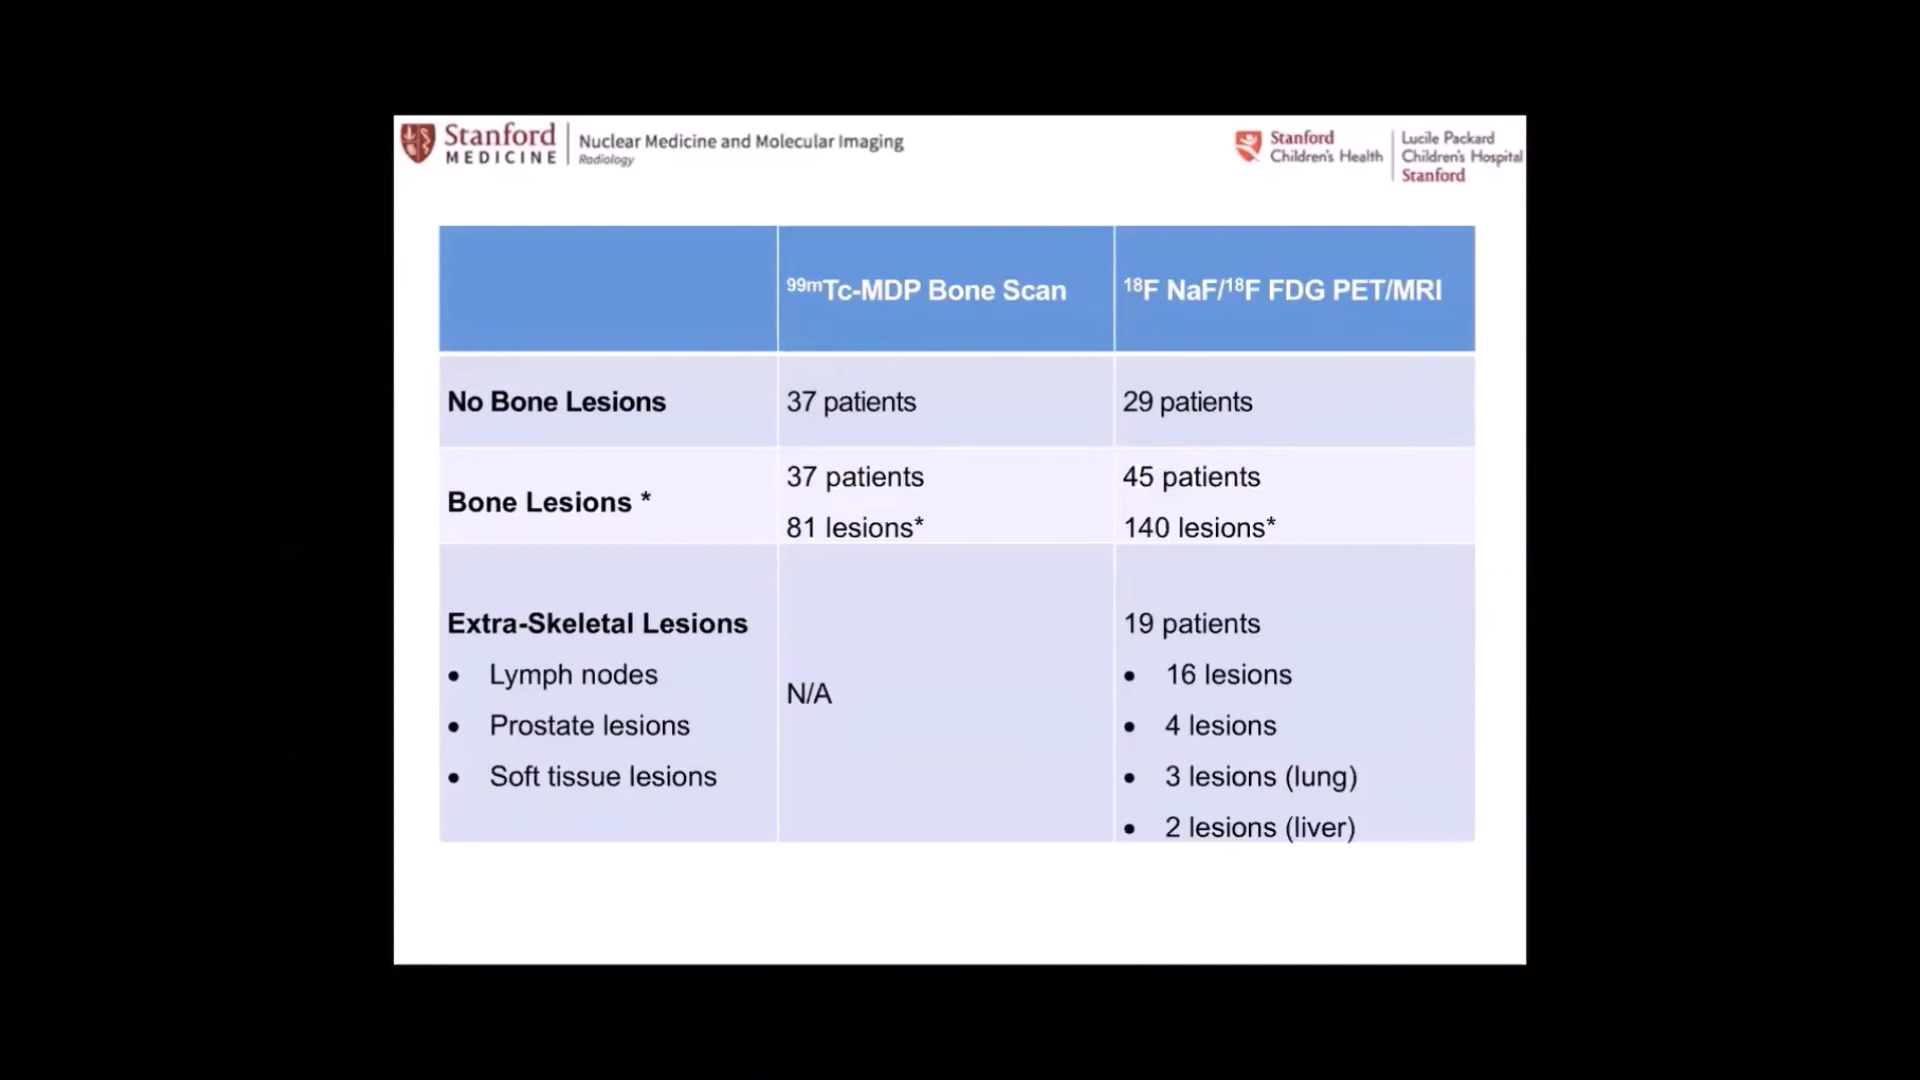 Stanford
MEDICINE
Nuclear Medicine and Molecular Imaging
Radiology
Stanford
Children's Health
Lucile Packard
Children's Hospital
Stanford
99mTc-MDP Bone Scan
18F NaF/18F FDG PET/MRI
No Bone Lesions
37 patients
29 patients
Bone Lesions *
37 patients
81 lesions*
45 patients
140 lesions*
Extra-Skeletal Lesions
• Lymph nodes
• Prostate lesions
• Soft tissue lesions
N/A
19 patients
• 16 lesions
• 4 lesions
• 3 lesions (lung)
• 2 lesions (liver)